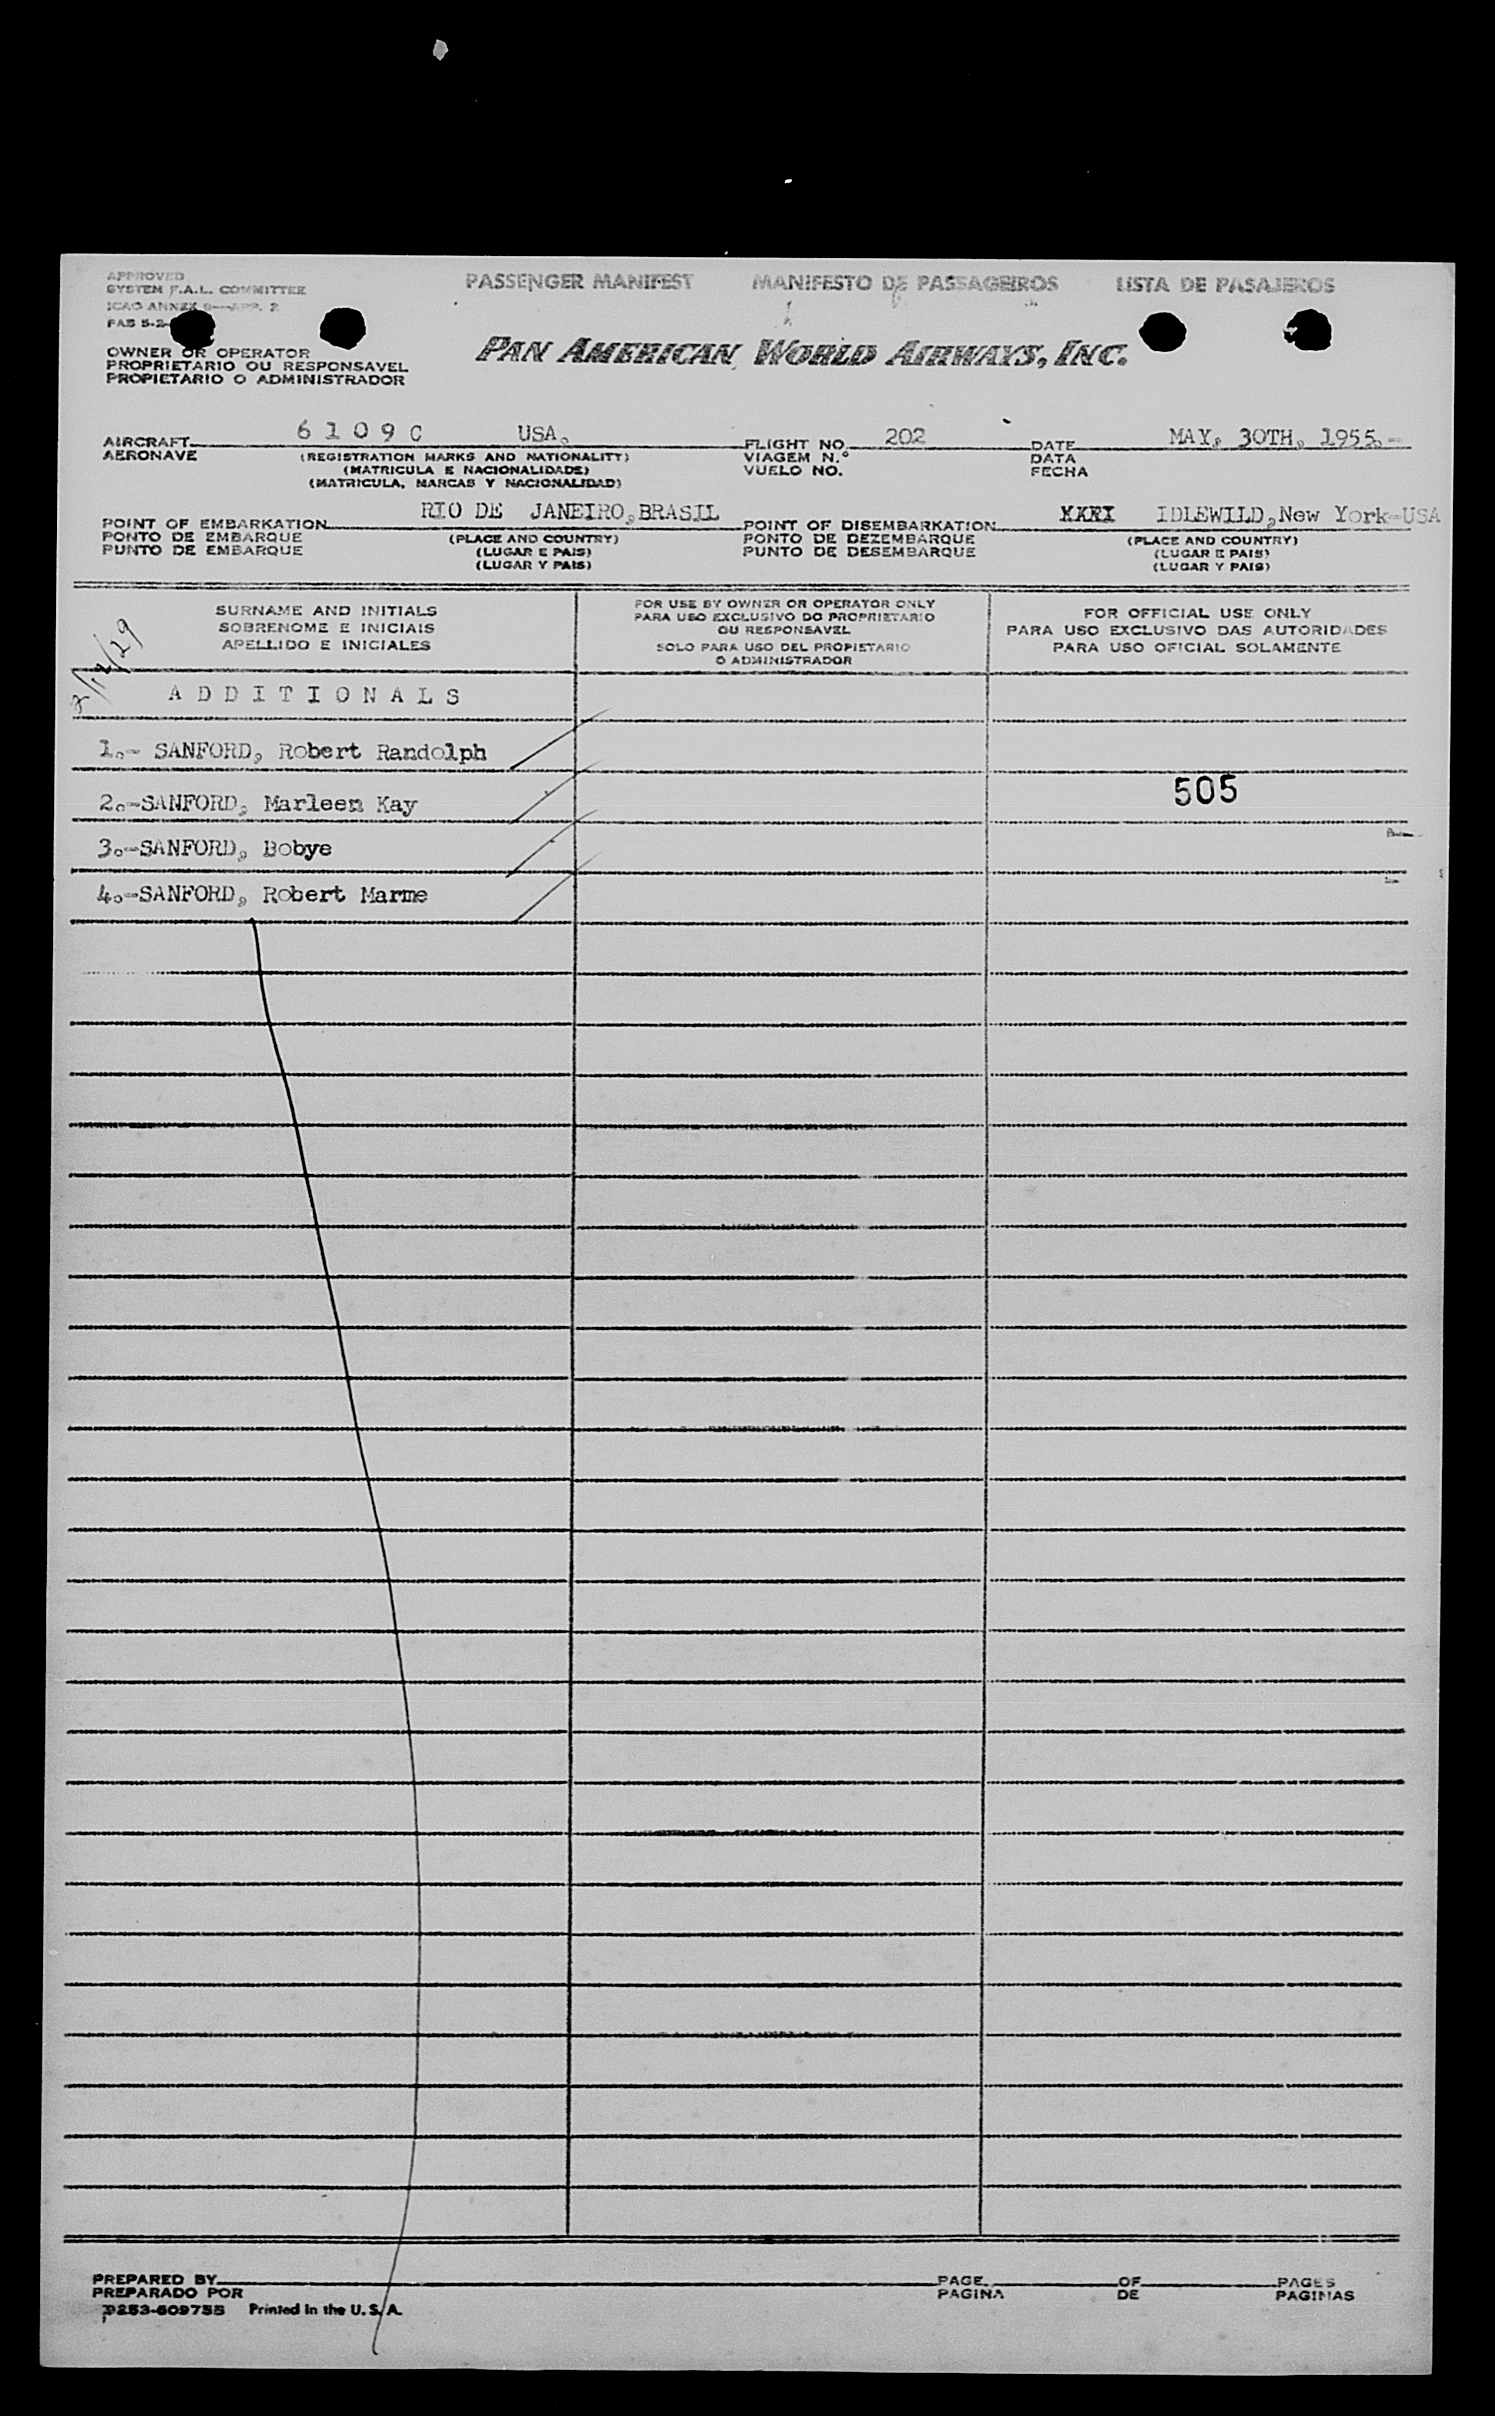 APPROVED
SYSTEM F.A.L. COMMITTEE
ICAO ANNEX 9—APP. 2
PASSENGER MANIFEST MANIFESTO DE PASSAGEIROS LISTA DE PASAJEROS
OWNER OR OPERATOR
PROPRIETARIO OU RESPONSAVEL
PROPIETARIO O ADMINISTRADOR
PAN AMERICAN WORLD AIRWAYS, INC.
AIRCRAFT 6109C USA. FLIGHT NO. 202 DATE MAY, 30TH, 1955.-
AERONAVE (REGISTRATION MARKS AND NATIONALITY) VIAGEM N.º DATA
(MATRICULA E NACIONALIDADE) VUELO NO. FECHA
(MATRICULA, MARCAS Y NACIONALIDAD)
POINT OF EMBARKATION RIO DE JANEIRO, BRASIL POINT OF DISEMBARKATION IDLEWILD, New York-USA
PONTO DE EMBARQUE (PLACE AND COUNTRY) PONTO DE DEZEMBARQUE (PLACE AND COUNTRY)
PUNTO DE EMBARQUE (LUGAR E PAIS) PUNTO DE DESEMBARQUE (LUGAR E PAIS)
(LUGAR Y PAIS) (LUGAR Y PAIS)
SURNAME AND INITIALS
SOBRENOME E INICIAIS
APELLIDO E INICIALES
FOR USE BY OWNER OR OPERATOR ONLY
PARA USO EXCLUSIVO DO PROPRIETARIO
OU RESPONSAVEL
SOLO PARA USO DEL PROPIETARIO
O ADMINISTRADOR
FOR OFFICIAL USE ONLY
PARA USO EXCLUSIVO DAS AUTORIDADES
PARA USO OFICIAL SOLAMENTE
ADDITIONALS
1.- SANFORD, Robert Randolph
2.-SANFORD, Marleen Kay
505
3.-SANFORD, Bobye
4.-SANFORD, Robert Marme
PREPARED BY PAGE OF PAGES
PREPARADO POR PAGINA DE PAGINAS
Printed in the U.S.A.